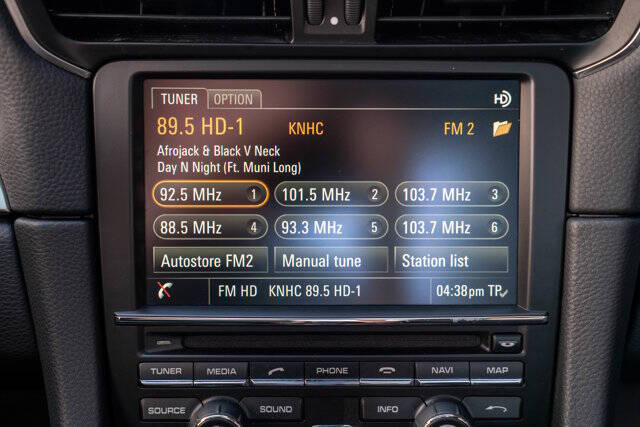 TUNER OPTION HD
89.5 HD-1 KNHC FM 2
Afrojack & Black V Neck
Day N Night (Ft. Muni Long)
92.5 MHz 1 101.5 MHz 2 103.7 MHz 3
88.5 MHz 4 93.3 MHz 5 103.7 MHz 6
Autostore FM2 Manual tune Station list
FM HD KNHC 89.5 HD-1 04:38pm TP
TUNER MEDIA PHONE NAVI MAP
SOURCE SOUND INFO